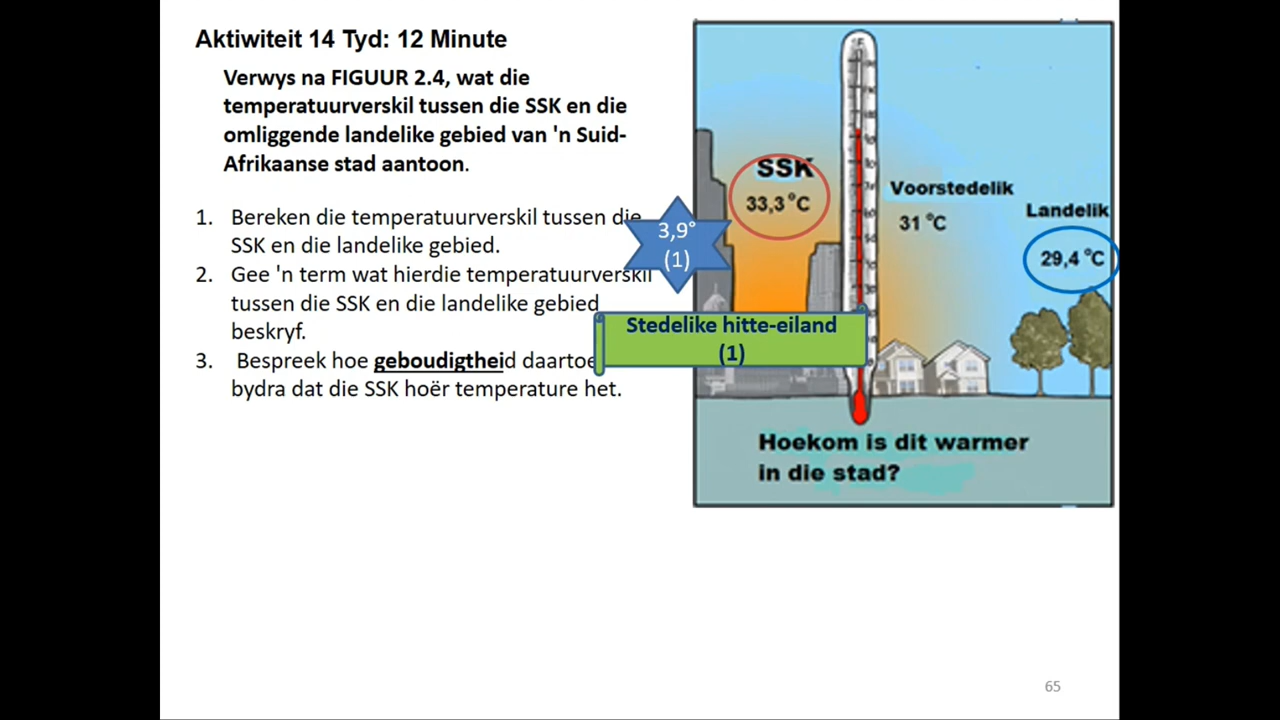 Aktiwiteit 14 Tyd: 12 Minute
Verwys na FIGUUR 2.4, wat die
temperatuurverskil tussen die SSK en die
omliggende landelike gebied van 'n Suid-
Afrikaanse stad aantoon.
1. Bereken die temperatuurverskil tussen die
SSK en die landelike gebied.
2. Gee 'n term wat hierdie temperatuurverskil
tussen die SSK en die landelike gebied
beskryf.
3. Bespreek hoe geboudigtheid daartoe
bydra dat die SSK hoër temperature het.
3,9°
(1)
Stedelike hitte-eiland
(1)
SSK
33,3 °C
Voorstedelik
31 °C
Landelik
29,4 °C
Hoekom is dit warmer
in die stad?
65